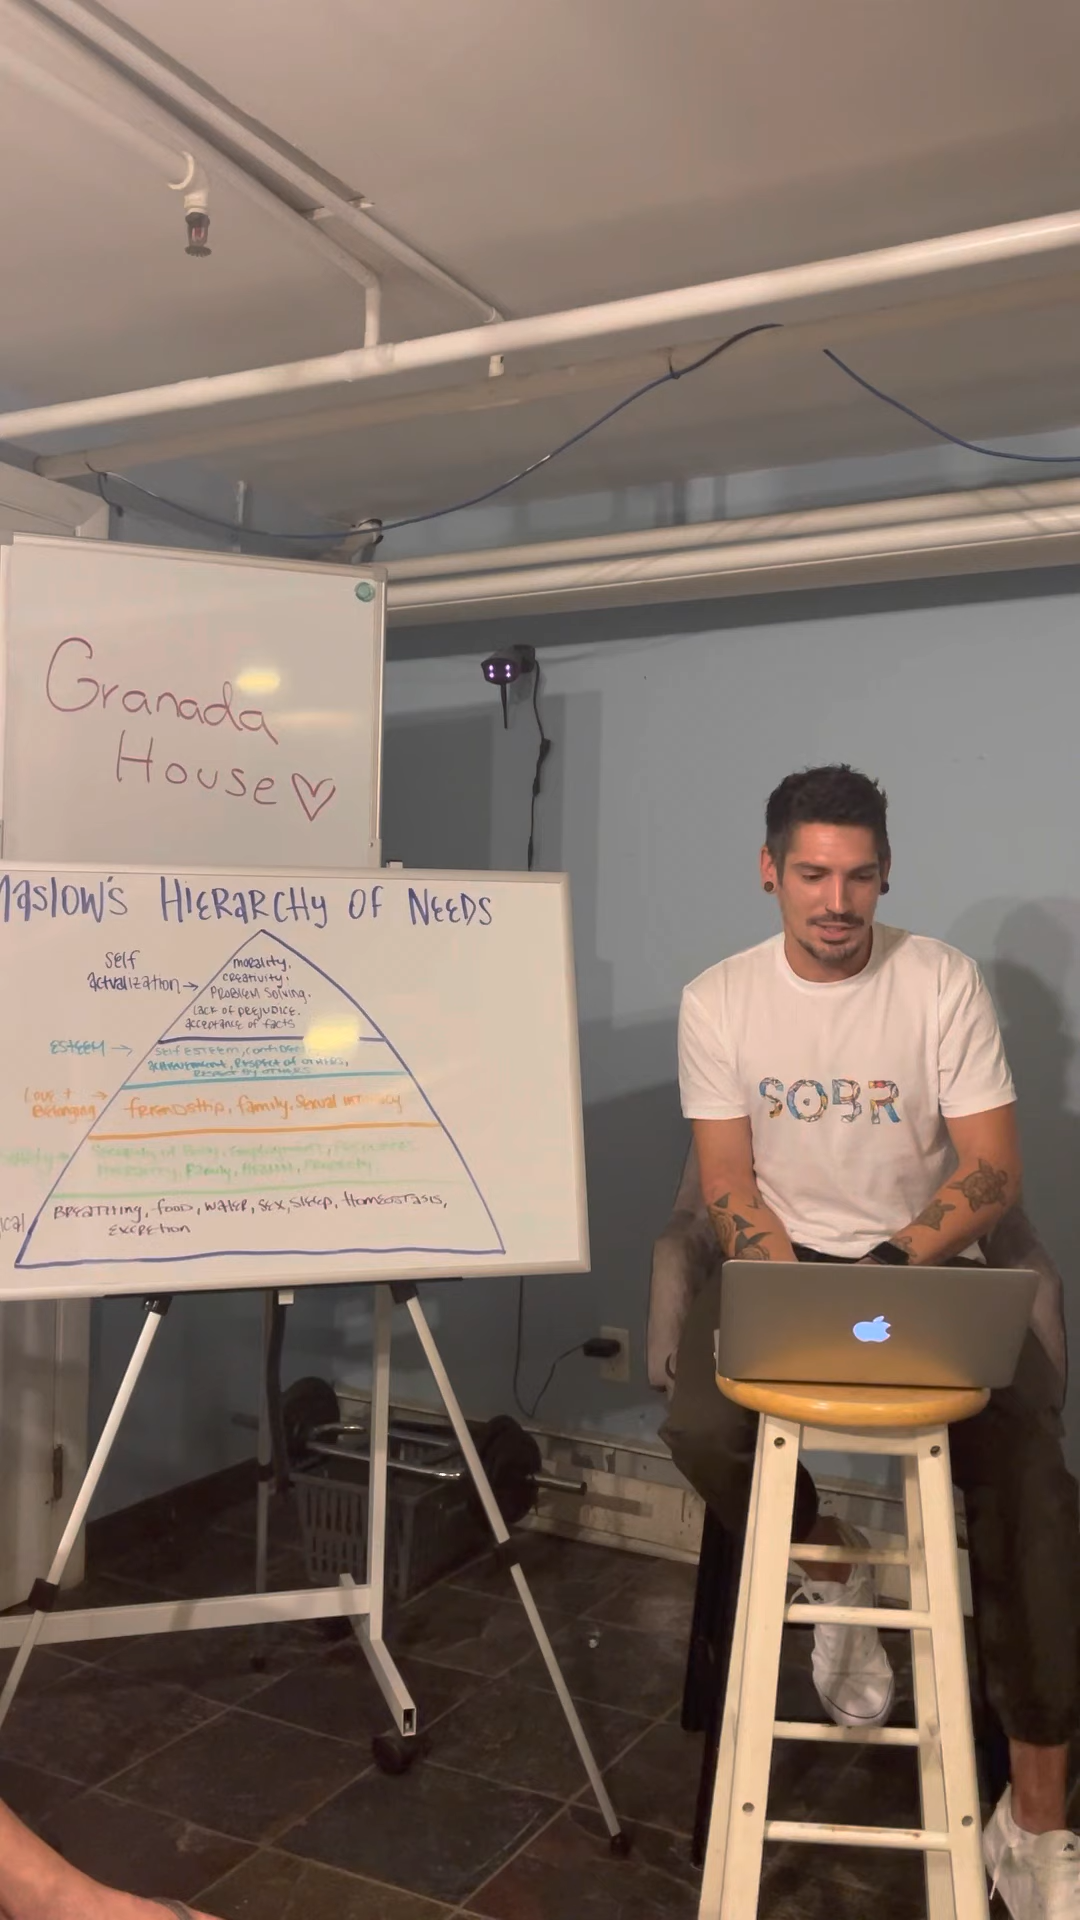 Granada
House
Maslow's Hierarchy of Needs
Self
actualization
morality,
creativity.
Problem Solving.
Lack of prejudice.
acceptance of facts
Esteem
Self esteem, confidence
achievement, Respect of others,
Respect by others
Love +
Belonging
friendship, family, Sexual intimacy
Security of Body, Employment, Resources
Morality, Family, Health, Property
Breathing, food, water, sex, sleep, Homeostasis,
Excretion
SOBR